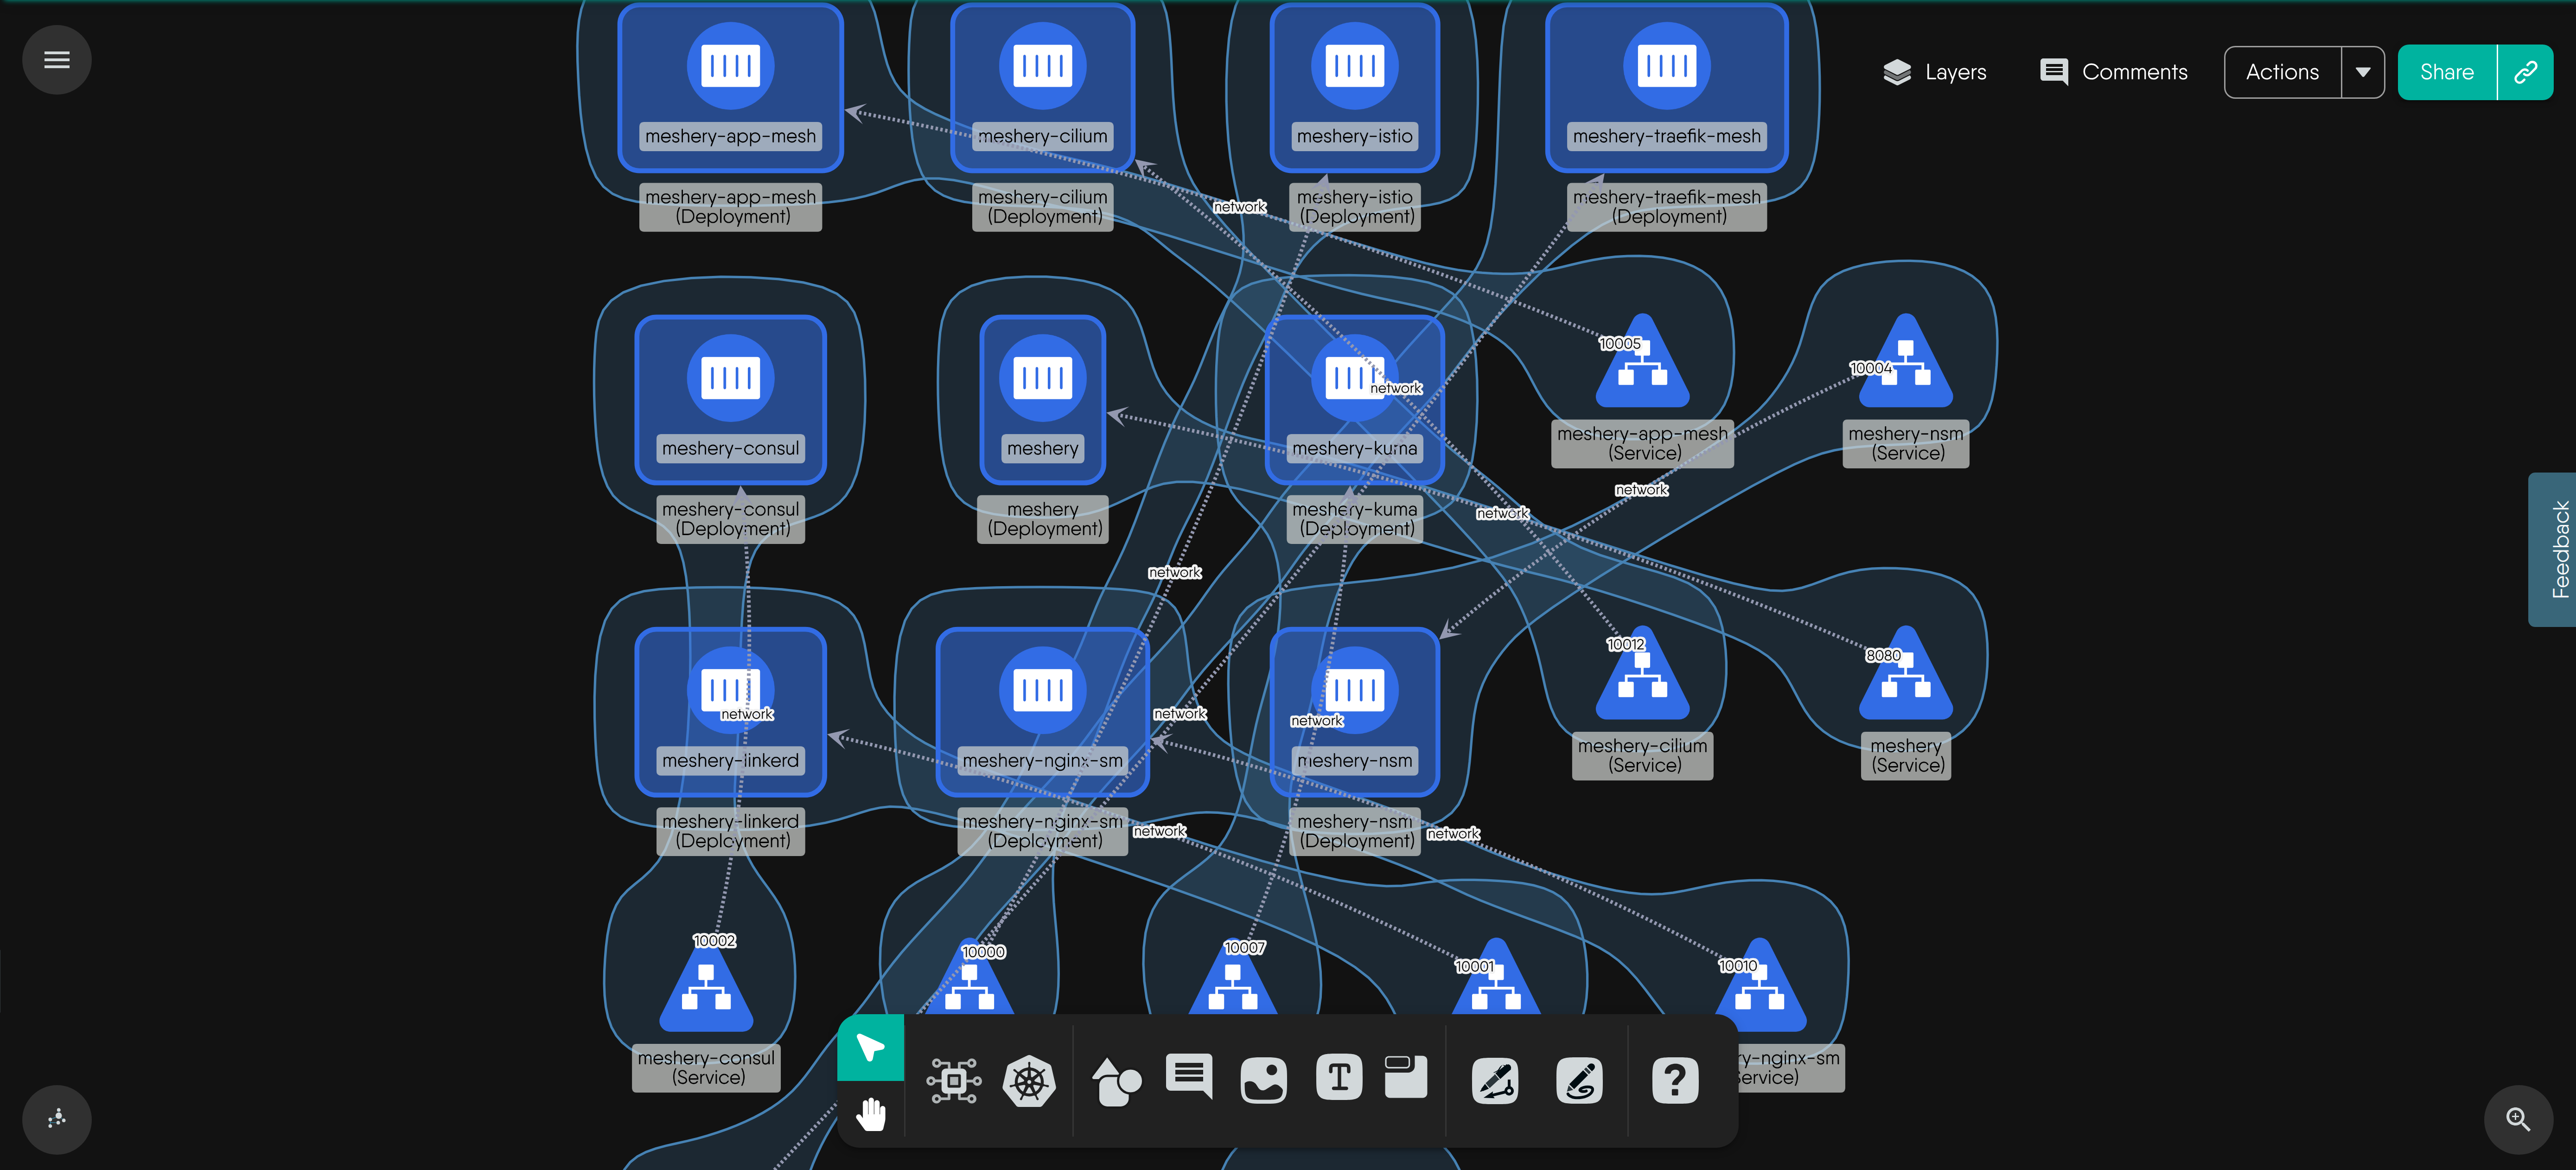 Layers
Comments
Actions
Share
meshery-app-mesh
meshery-cilium
meshery-istio
meshery-traefik-mesh
meshery-app-mesh
(Deployment)
meshery-cilium
(Deployment)
meshery-istio
(Deployment)
meshery-traefik-mesh
(Deployment)
network
10005
10004
network
meshery-consul
meshery
meshery-kuma
meshery-app-mesh
(Service)
meshery-nsm
(Service)
network
network
meshery-consul
(Deployment)
meshery
(Deployment)
meshery-kuma
(Deployment)
Feedback
network
10012
8080
network
network
network
meshery-linkerd
meshery-nginx-sm
meshery-nsm
meshery-cilium
(Service)
meshery
(Service)
meshery-linkerd
(Deployment)
meshery-nginx-sm
(Deployment)
meshery-nsm
(Deployment)
network
network
10002
10000
10007
10001
10010
meshery-consul
(Service)
ry-nginx-sm
Service)
T
?